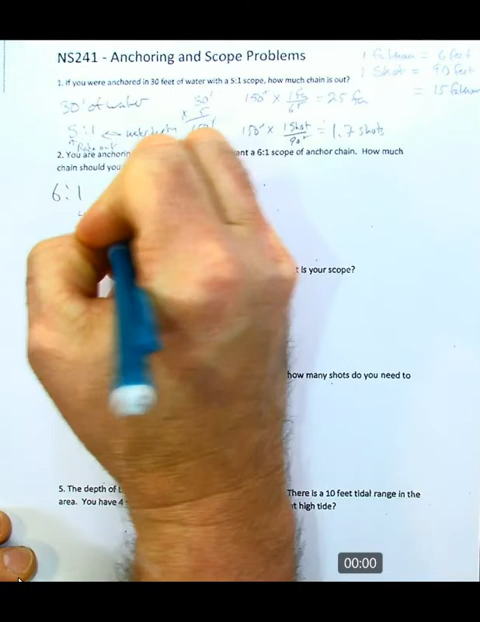 NS241 - Anchoring and Scope Problems
1 fathom = 6 feet
1 Shot = 90 feet
= 15 fathom
1. If you were anchored in 30 feet of water with a 5:1 scope, how much chain is out?
30' of water
30'
x 5
150'
150' x 1 fa / 6' = 25 fa
5:1 ←
150' x 1 shot / 90' = 1.7 shots
2. You are anchorin
ant a 6:1 scope of anchor chain. How much
chain should you
6:1
t is your scope?
how many shots do you need to
5. The depth of t
There is a 10 feet tidal range in the
area. You have 4
t high tide?
00:00